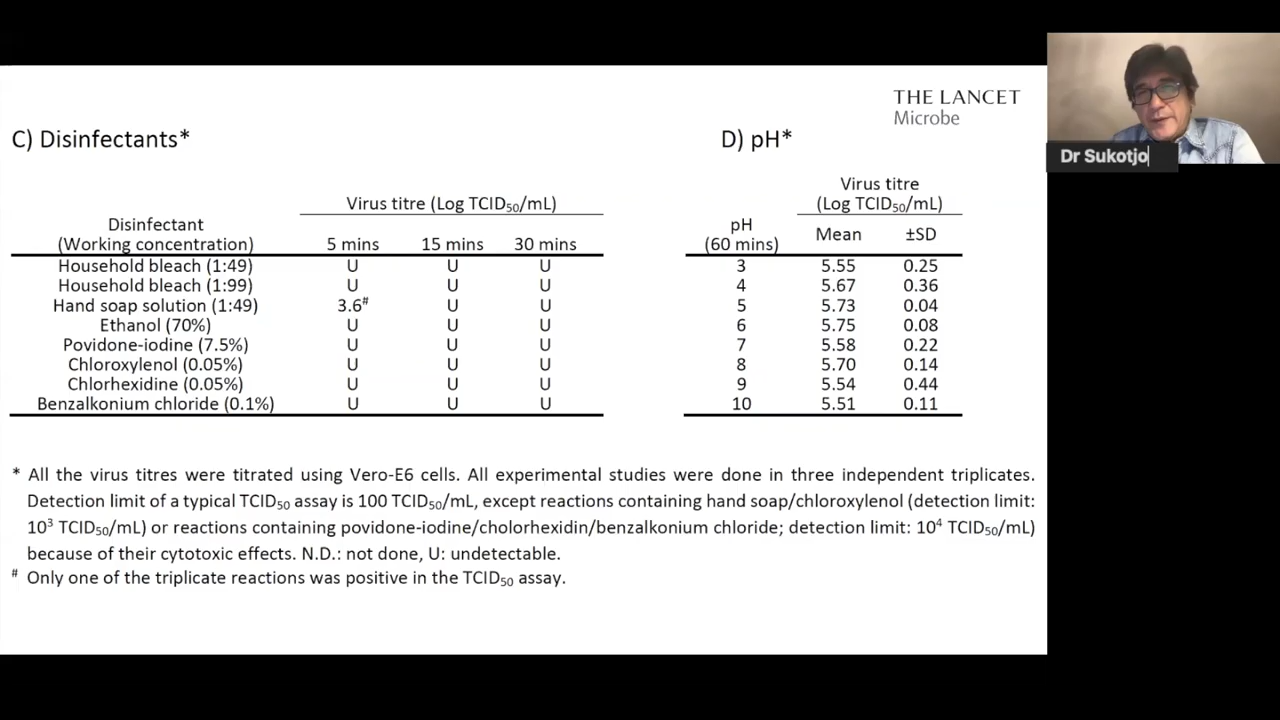 THE LANCET
Microbe
C) Disinfectants*
Virus titre (Log TCID50/mL)
Disinfectant
(Working concentration) 5 mins 15 mins 30 mins
Household bleach (1:49) U U U
Household bleach (1:99) U U U
Hand soap solution (1:49) 3.6# U U
Ethanol (70%) U U U
Povidone-iodine (7.5%) U U U
Chloroxylenol (0.05%) U U U
Chlorhexidine (0.05%) U U U
Benzalkonium chloride (0.1%) U U U
D) pH*
Virus titre
(Log TCID50/mL)
pH
(60 mins) Mean ±SD
3 5.55 0.25
4 5.67 0.36
5 5.73 0.04
6 5.75 0.08
7 5.58 0.22
8 5.70 0.14
9 5.54 0.44
10 5.51 0.11
* All the virus titres were titrated using Vero-E6 cells. All experimental studies were done in three independent triplicates.
Detection limit of a typical TCID50 assay is 100 TCID50/mL, except reactions containing hand soap/chloroxylenol (detection limit:
10³ TCID50/mL) or reactions containing povidone-iodine/cholorhexidin/benzalkonium chloride; detection limit: 10⁴ TCID50/mL)
because of their cytotoxic effects. N.D.: not done, U: undetectable.
# Only one of the triplicate reactions was positive in the TCID50 assay.
Dr Sukotjo